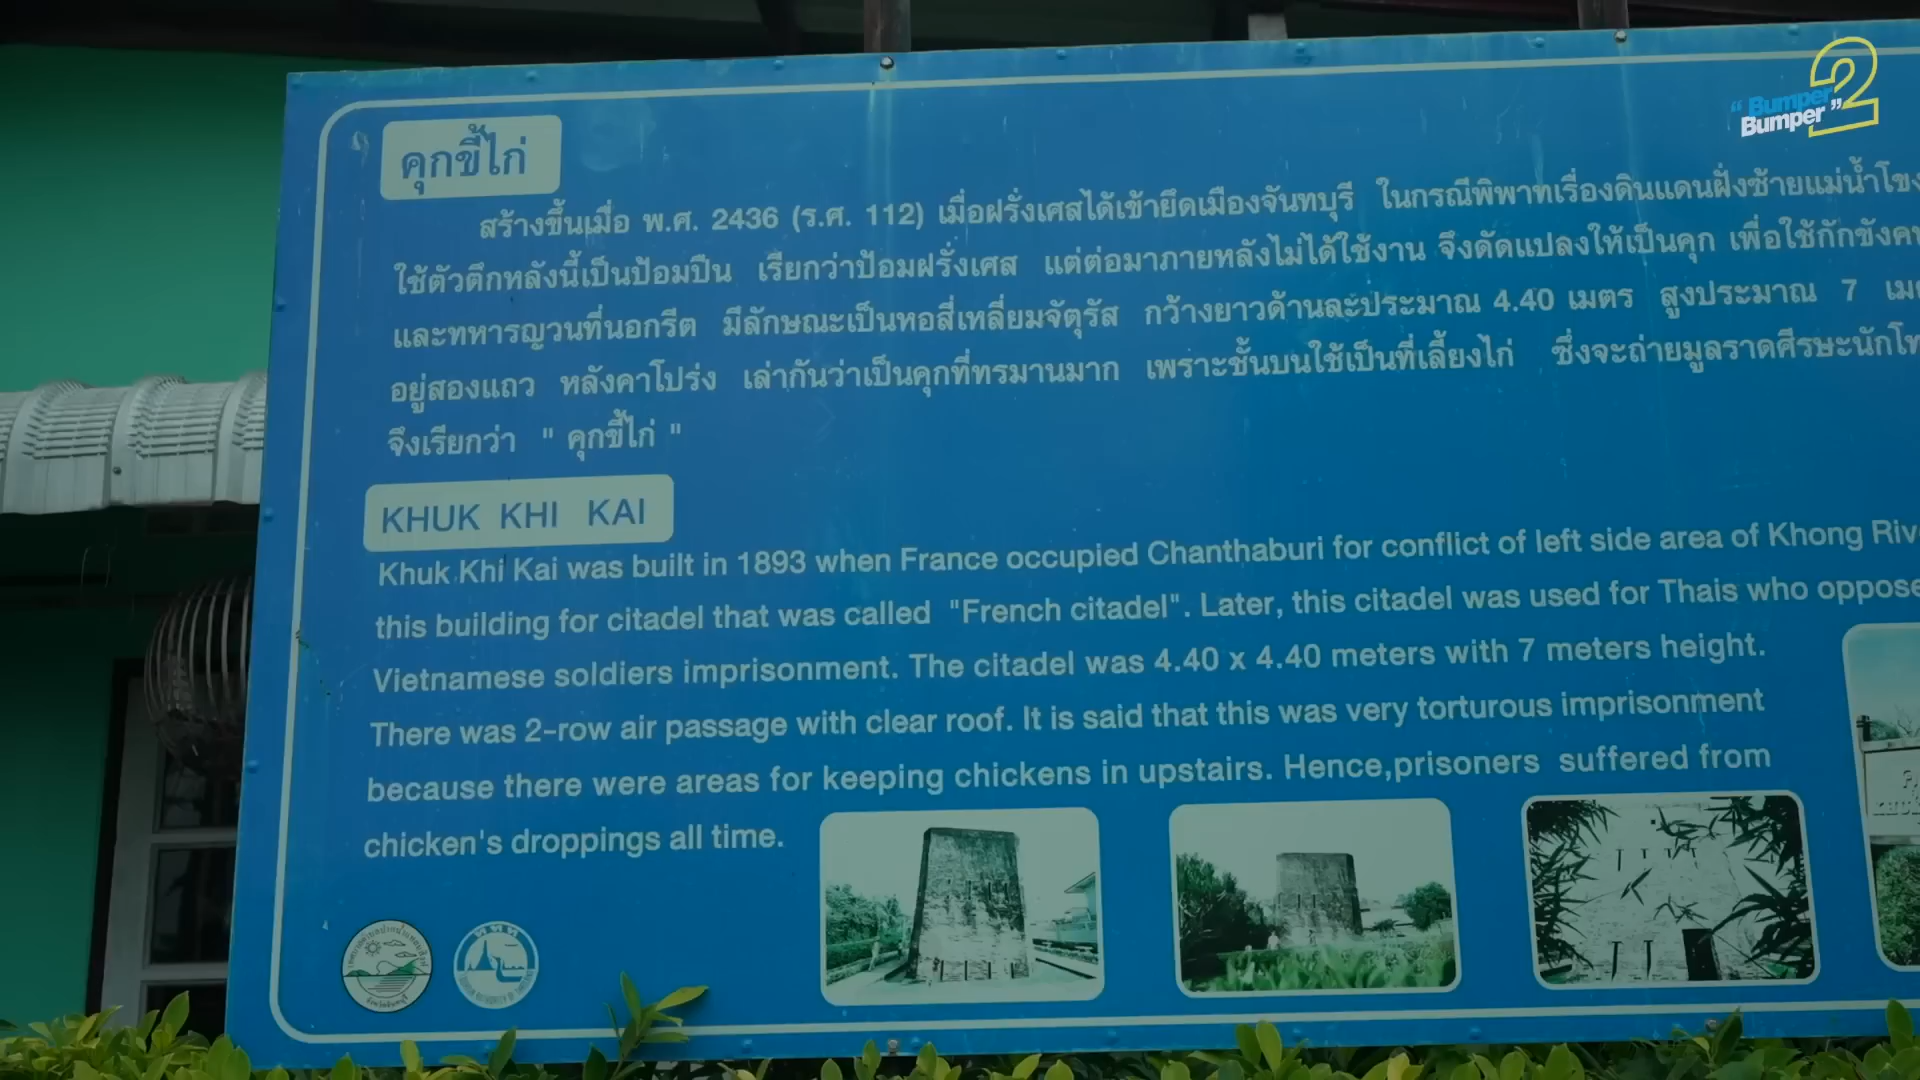 "Bumper
Bumper" 2
คุกขี้ไก่
สร้างขึ้นเมื่อ พ.ศ. 2436 (ร.ศ. 112) เมื่อฝรั่งเศสได้เข้ายึดเมืองจันทบุรี ในกรณีพิพาทเรื่องดินแดนฝั่งซ้ายแม่น้ำโขง
ใช้ตัวตึกหลังนี้เป็นป้อมปืน เรียกว่าป้อมฝรั่งเศส แต่ต่อมาภายหลังไม่ได้ใช้งาน จึงดัดแปลงให้เป็นคุก เพื่อใช้กักขัง
และทหารญวนที่นอกรีต มีลักษณะเป็นหอสี่เหลี่ยมจัตุรัส กว้างยาวด้านละประมาณ 4.40 เมตร สูงประมาณ 7
อยู่สองแถว หลังคาโปร่ง เล่ากันว่าเป็นคุกที่ทรมานมาก เพราะชั้นบนใช้เป็นที่เลี้ยงไก่ ซึ่งจะถ่ายมูลราดศีรษะ
จึงเรียกว่า " คุกขี้ไก่ "
KHUK KHI KAI
Khuk Khi Kai was built in 1893 when France occupied Chanthaburi for conflict of left side area of Khong
this building for citadel that was called "French citadel". Later, this citadel was used for Thais who
Vietnamese soldiers imprisonment. The citadel was 4.40 x 4.40 meters with 7 meters height.
There was 2-row air passage with clear roof. It is said that this was very torturous imprisonment
because there were areas for keeping chickens in upstairs. Hence,prisoners suffered from
chicken's droppings all time.